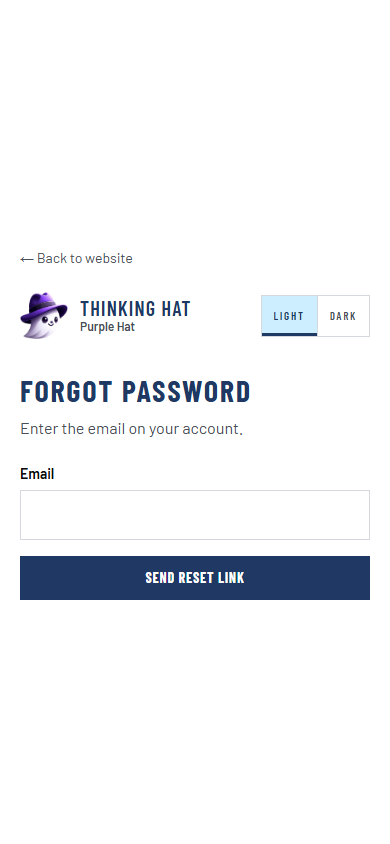 ← Back to website
THINKING HAT
Purple Hat
LIGHT
DARK
FORGOT PASSWORD
Enter the email on your account.
Email
SEND RESET LINK